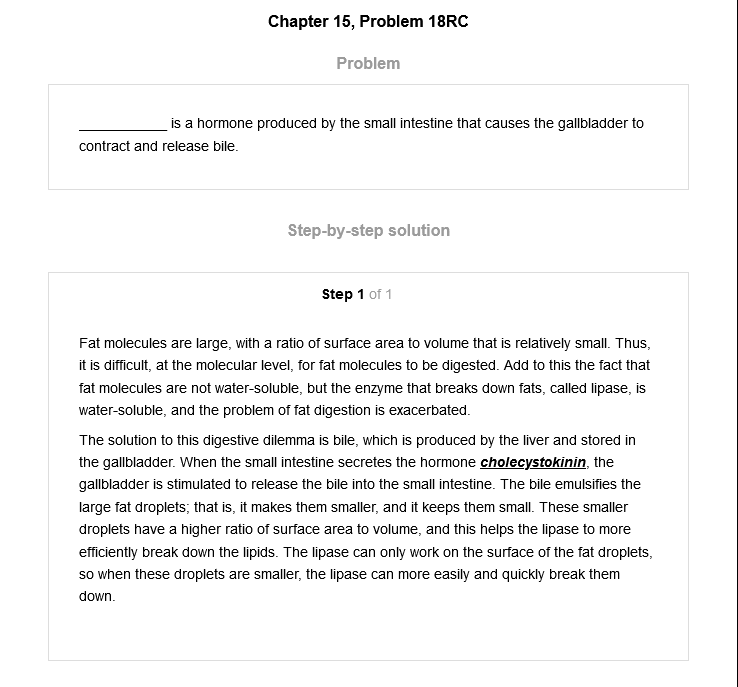 Chapter 15, Problem 18RC
Problem
____________ is a hormone produced by the small intestine that causes the gallbladder to
contract and release bile.
Step-by-step solution
Step 1 of 1
Fat molecules are large, with a ratio of surface area to volume that is relatively small. Thus,
it is difficult, at the molecular level, for fat molecules to be digested. Add to this the fact that
fat molecules are not water-soluble, but the enzyme that breaks down fats, called lipase, is
water-soluble, and the problem of fat digestion is exacerbated.
The solution to this digestive dilemma is bile, which is produced by the liver and stored in
the gallbladder. When the small intestine secretes the hormone cholecystokinin, the
gallbladder is stimulated to release the bile into the small intestine. The bile emulsifies the
large fat droplets; that is, it makes them smaller, and it keeps them small. These smaller
droplets have a higher ratio of surface area to volume, and this helps the lipase to more
efficiently break down the lipids. The lipase can only work on the surface of the fat droplets,
so when these droplets are smaller, the lipase can more easily and quickly break them
down.